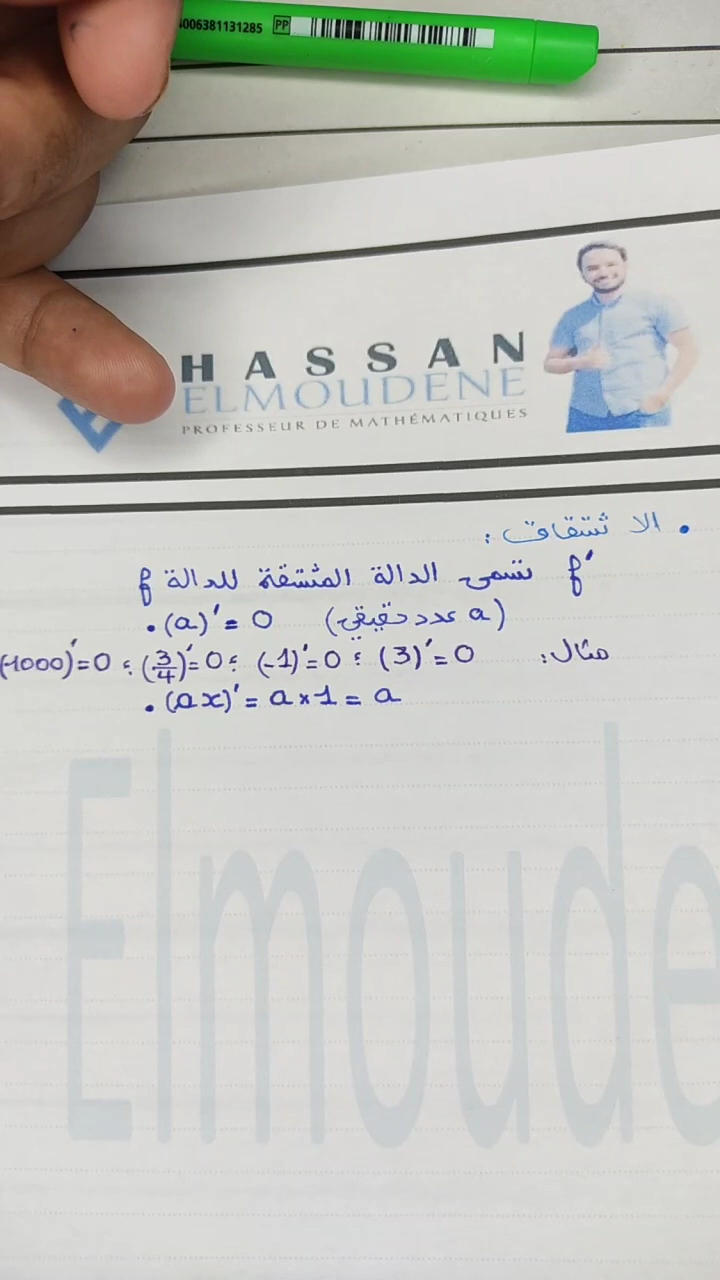 4006381131285 PP
HASSAN
ELMOUDENE
PROFESSEUR DE MATHÉMATIQUES
• الاشتقاق:
f' تسمى الدالة المشتقة للدالة f
• (a)' = 0 (a عدد حقيقي)
مثال: (3)' = 0 ؛ (-1)' = 0 ؛ (3/4)' = 0 ؛ (-1000)' = 0
• (ax)' = a × 1 = a
Elmoude